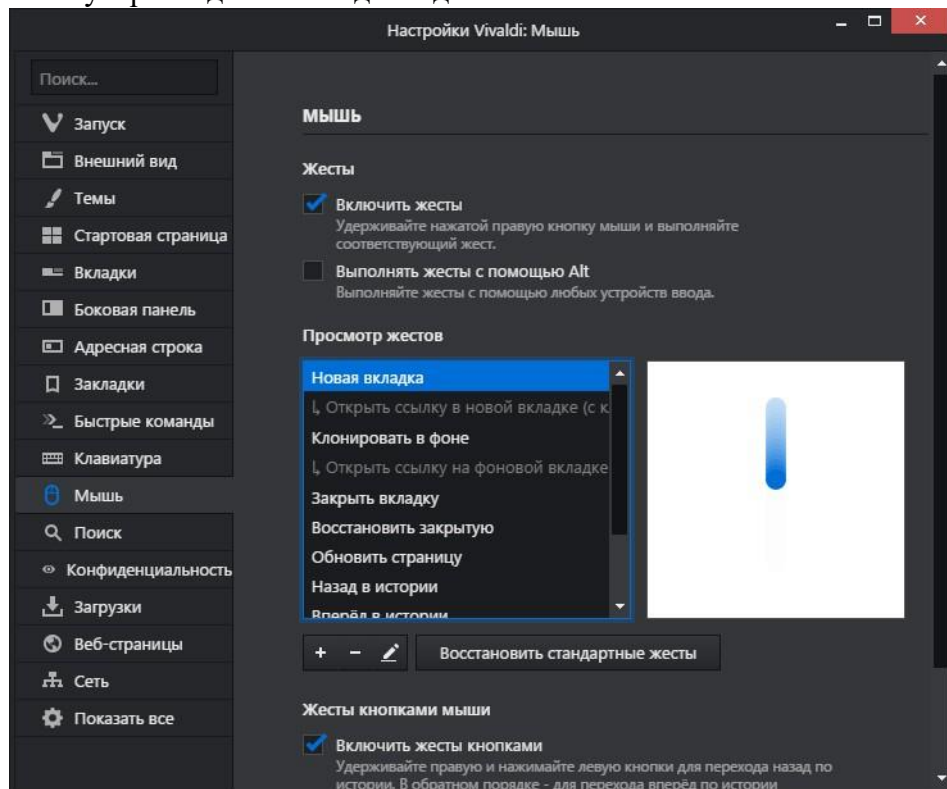 Настройки Vivaldi: Мышь
Поиск...
Запуск
Внешний вид
Темы
Стартовая страница
Вкладки
Боковая панель
Адресная строка
Закладки
Быстрые команды
Клавиатура
Мышь
Поиск
Конфиденциальность
Загрузки
Веб-страницы
Сеть
Показать все
МЫШЬ
Жесты
Включить жесты
Удерживайте нажатой правую кнопку мыши и выполняйте
соответствующий жест.
Выполнять жесты с помощью Alt
Выполняйте жесты с помощью любых устройств ввода.
Просмотр жестов
Новая вкладка
Открыть ссылку в новой вкладке (с к
Клонировать в фоне
Открыть ссылку на фоновой вкладке
Закрыть вкладку
Восстановить закрытую
Обновить страницу
Назад в истории
Вперёд в истории
Восстановить стандартные жесты
Жесты кнопками мыши
Включить жесты кнопками
Удерживайте правую и нажимайте левую кнопки для перехода назад по
истории. В обратном порядке - для перехода вперёд по истории